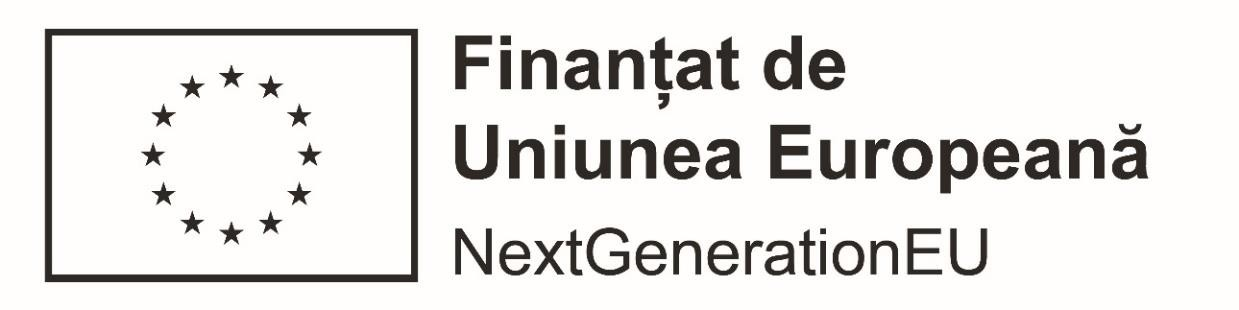 Finanțat de
Uniunea Europeană
NextGenerationEU